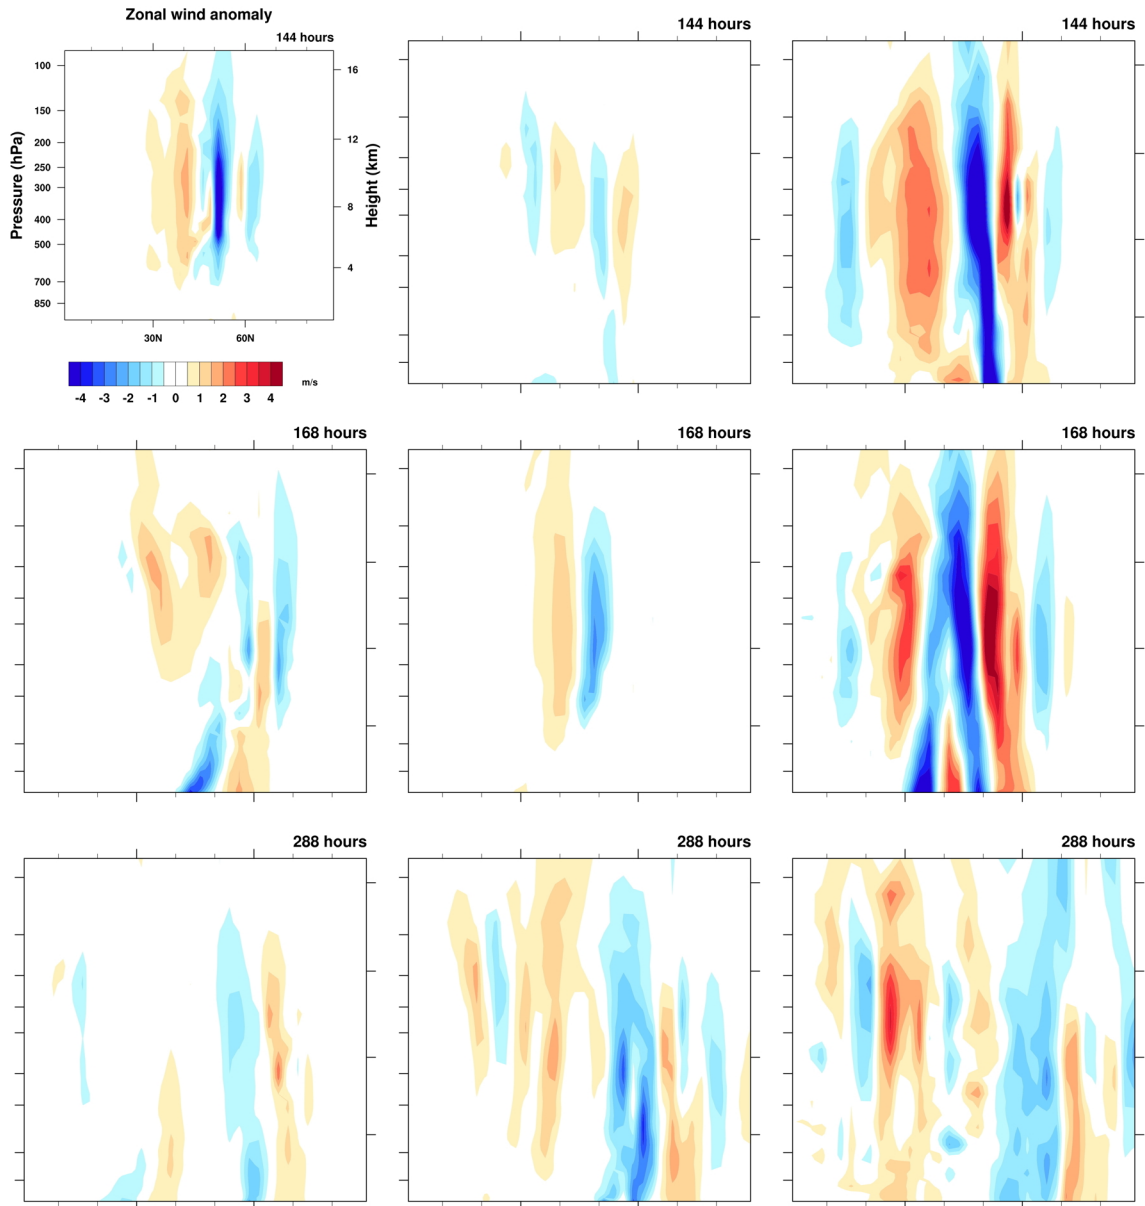 Zonal wind anomaly
144 hours
144 hours
144 hours
Pressure (hPa)
100
150
200
250
300
400
500
700
850
16
12
8
4
Height (km)
30N
60N
-4 -3 -2 -1 0 1 2 3 4
m/s
168 hours
168 hours
168 hours
288 hours
288 hours
288 hours